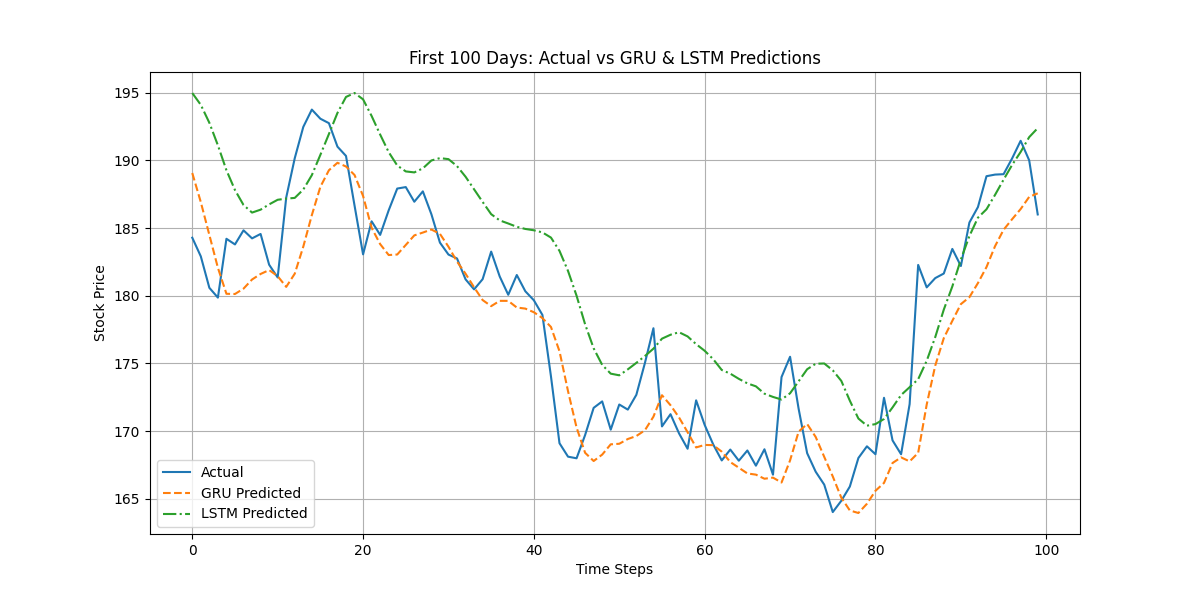 First 100 Days: Actual vs GRU & LSTM Predictions
195
190
185
180
175
170
165
Stock Price
Actual
GRU Predicted
LSTM Predicted
0 20 40 60 80 100
Time Steps